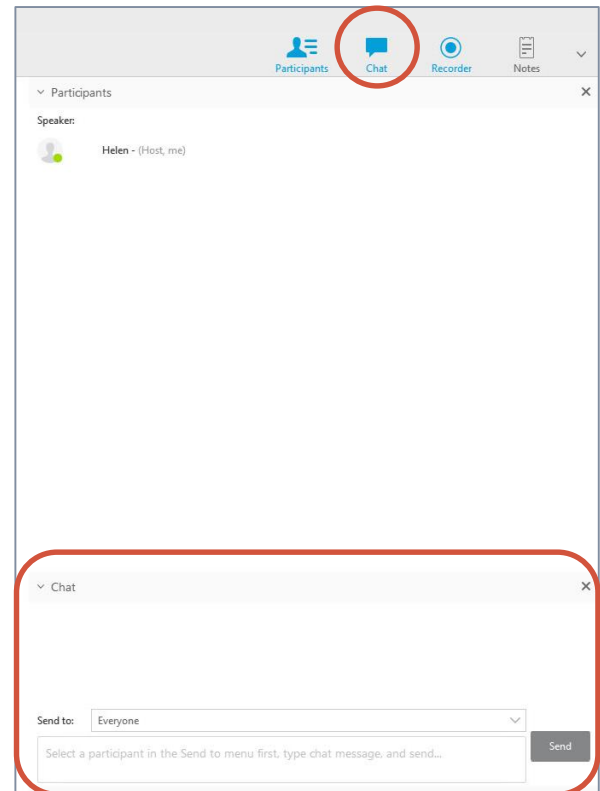 Participants Chat Recorder Notes
Participants
Speaker:
Helen - (Host, me)
Chat
Send to: Everyone
Select a participant in the Send to menu first, type chat message, and send...
Send